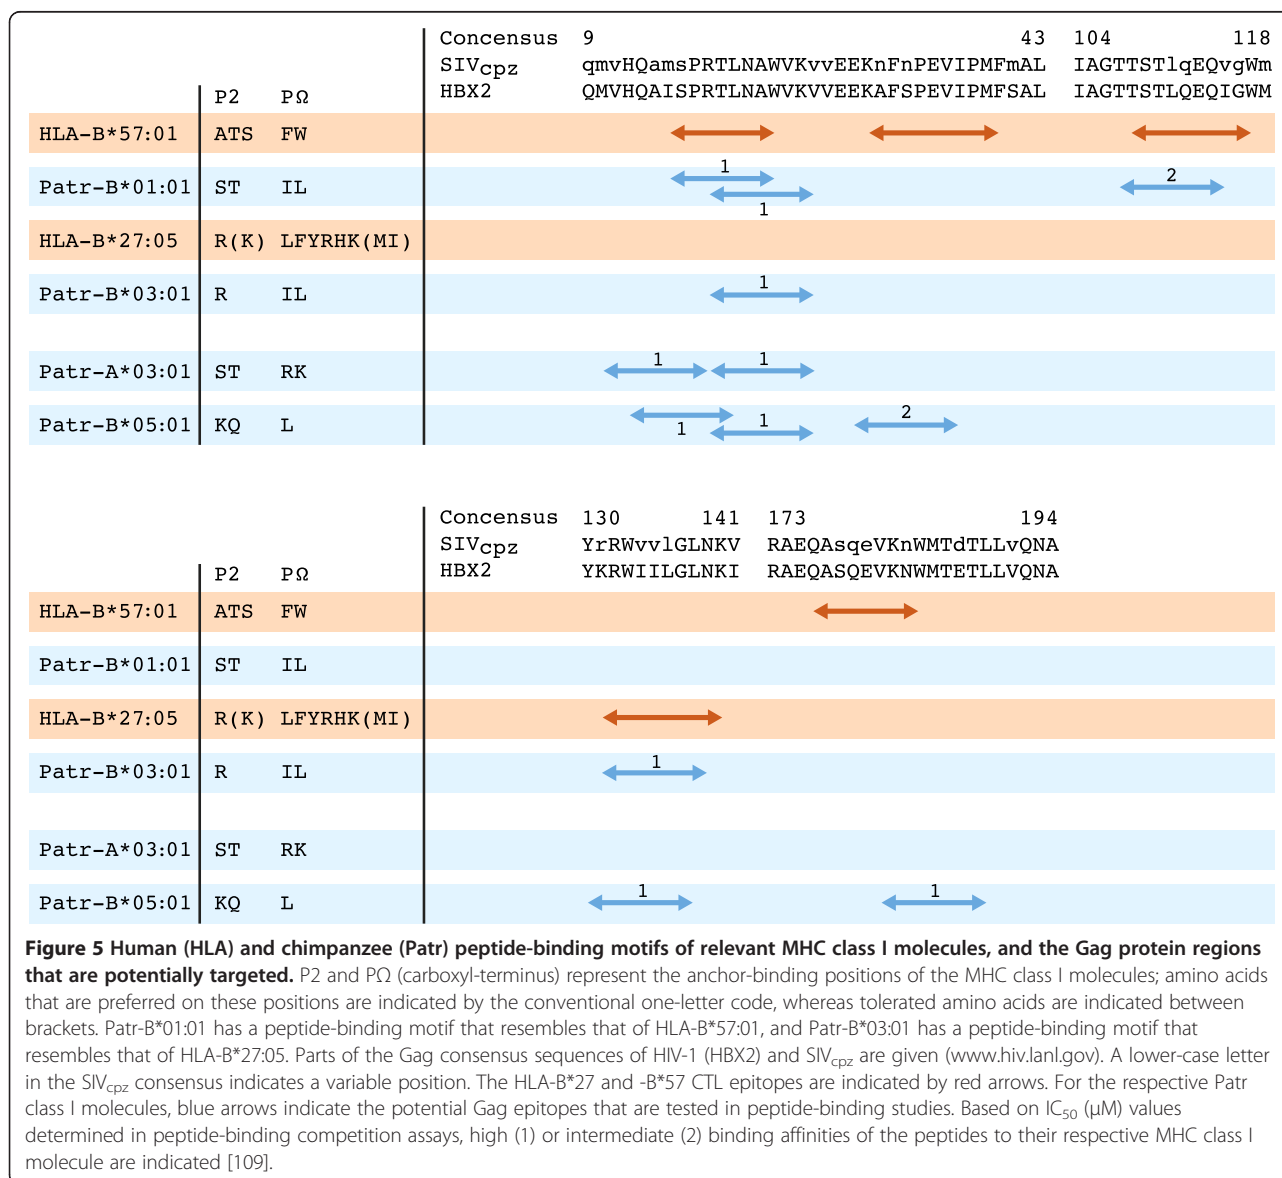 Concensus 9 43 104 118
SIVcpz qmvHQamsPRTLNAWVKvvEEKnFnPEVIPMFmAL IAGTTSTlqEQvgWm
P2 PΩ HBX2 QMVHQAISPRTLNAWVKVVEEKAFSPEVIPMFSAL IAGTTSTLQEQIGWM
HLA-B*57:01 ATS FW
Patr-B*01:01 ST IL 1 1 2
HLA-B*27:05 R(K) LFYRHK(MI)
Patr-B*03:01 R IL 1
Patr-A*03:01 ST RK 1 1
Patr-B*05:01 KQ L 1 1 2
Concensus 130 141 173 194
SIVcpz YrRWvvlGLNKV RAEQAsqeVKnWMTdTLLvQNA
P2 PΩ HBX2 YKRWIILGLNKI RAEQASQEVKNWMTETLLVQNA
HLA-B*57:01 ATS FW
Patr-B*01:01 ST IL
HLA-B*27:05 R(K) LFYRHK(MI)
Patr-B*03:01 R IL 1
Patr-A*03:01 ST RK
Patr-B*05:01 KQ L 1 1
Figure 5 Human (HLA) and chimpanzee (Patr) peptide-binding motifs of relevant MHC class I molecules, and the Gag protein regions
that are potentially targeted. P2 and PΩ (carboxyl-terminus) represent the anchor-binding positions of the MHC class I molecules; amino acids
that are preferred on these positions are indicated by the conventional one-letter code, whereas tolerated amino acids are indicated between
brackets. Patr-B*01:01 has a peptide-binding motif that resembles that of HLA-B*57:01, and Patr-B*03:01 has a peptide-binding motif that
resembles that of HLA-B*27:05. Parts of the Gag consensus sequences of HIV-1 (HBX2) and SIVcpz are given (www.hiv.lanl.gov). A lower-case letter
in the SIVcpz consensus indicates a variable position. The HLA-B*27 and -B*57 CTL epitopes are indicated by red arrows. For the respective Patr
class I molecules, blue arrows indicate the potential Gag epitopes that are tested in peptide-binding studies. Based on IC50 (μM) values
determined in peptide-binding competition assays, high (1) or intermediate (2) binding affinities of the peptides to their respective MHC class I
molecule are indicated [109].